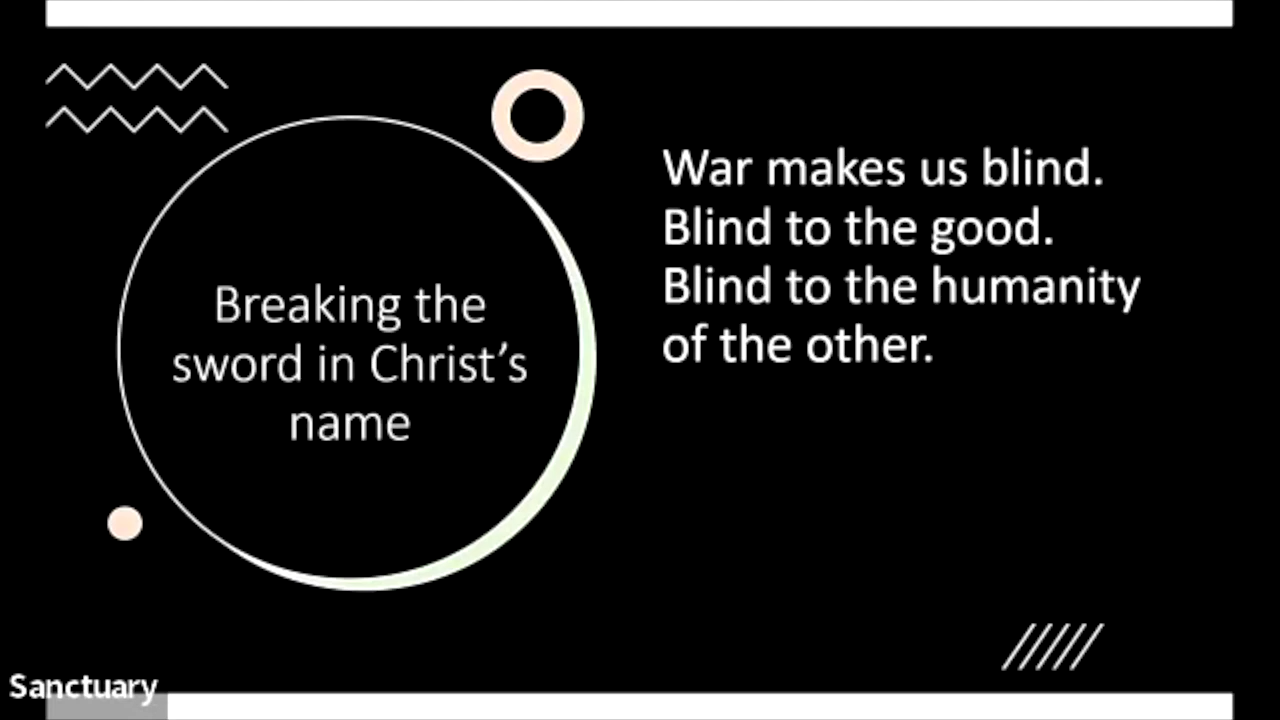 Breaking the
sword in Christ’s
name
War makes us blind.
Blind to the good.
Blind to the humanity
of the other.
Sanctuary